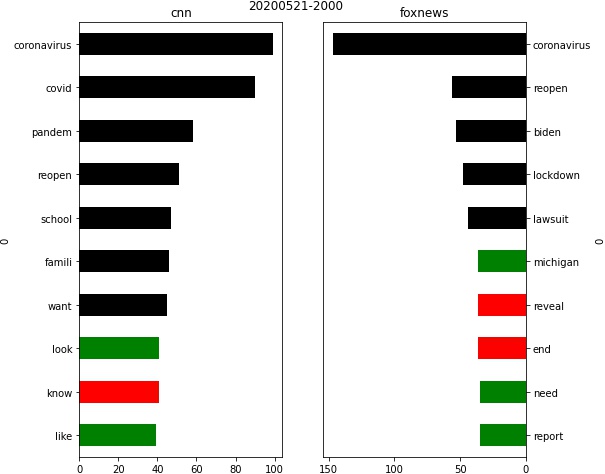 20200521-2000
cnn
foxnews
coronavirus
covid
pandem
reopen
school
famili
want
look
know
like
0 20 40 60 80 100
0
coronavirus
reopen
biden
lockdown
lawsuit
michigan
reveal
end
need
report
150 100 50 0
0